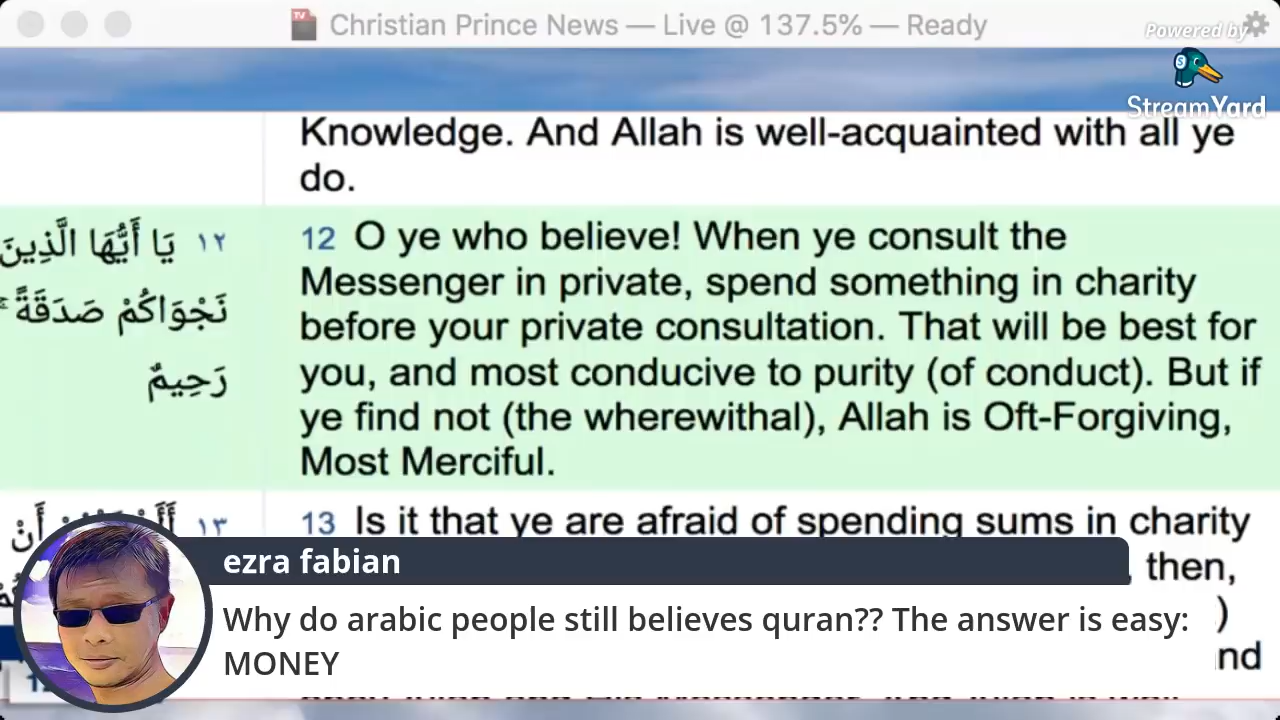 Christian Prince News — Live @ 137.5% — Ready
Powered by
StreamYard
Knowledge. And Allah is well-acquainted with all ye
do.
١٢ يَا أَيُّهَا الَّذِينَ
نَجْوَاكُمْ صَدَقَةً ۚ
رَحِيمٌ
12 O ye who believe! When ye consult the
Messenger in private, spend something in charity
before your private consultation. That will be best for
you, and most conducive to purity (of conduct). But if
ye find not (the wherewithal), Allah is Oft-Forgiving,
Most Merciful.
١٣
أَنْ
13 Is it that ye are afraid of spending sums in charity
, then,
)
nd
ezra fabian
Why do arabic people still believes quran?? The answer is easy:
MONEY